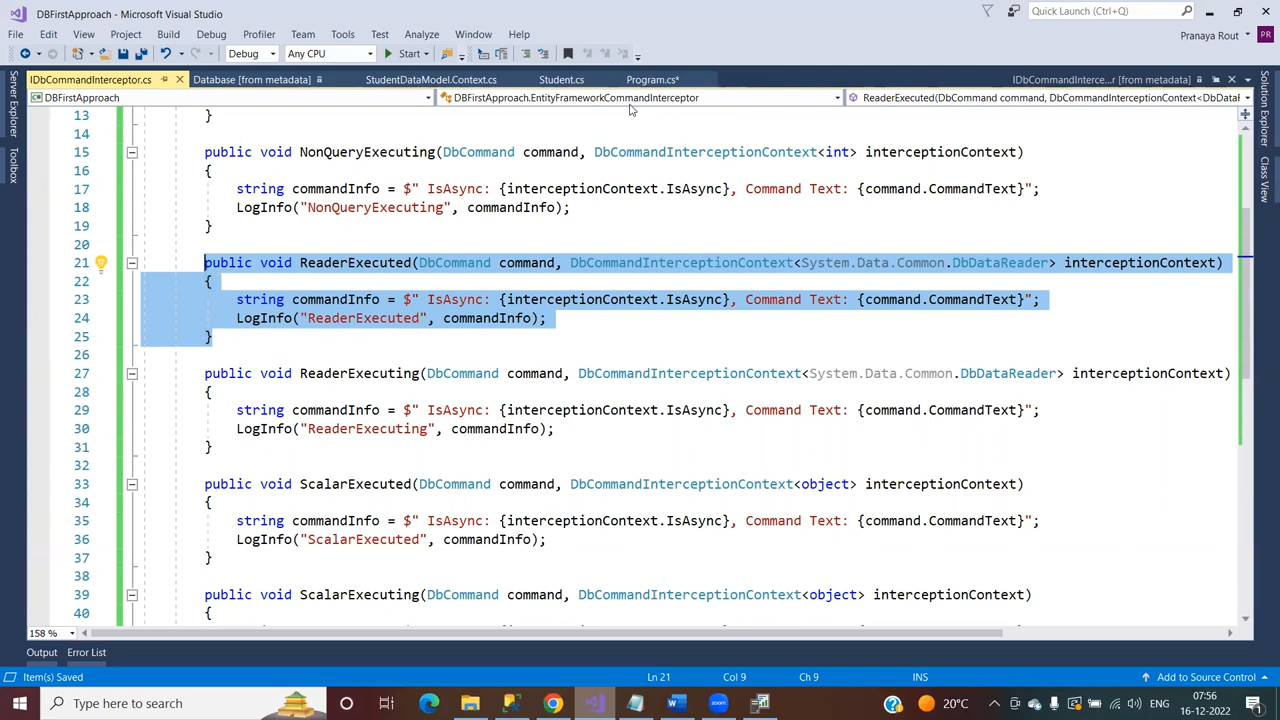 DBFirstApproach - Microsoft Visual Studio
Quick Launch (Ctrl+Q)
File Edit View Project Build Debug Profiler Team Tools Test Analyze Window Help
Pranaya Rout PR
Debug Any CPU Start
IDbCommandInterceptor.cs Database [from metadata] StudentDataModel.Context.cs Student.cs Program.cs* IDbCommandInterce...r [from metadata]
DBFirstApproach DBFirstApproach.EntityFrameworkCommandInterceptor ReaderExecuted(DbCommand command, DbCommandInterceptionContext<DbDataF
Server Explorer
Toolbox
Solution Explorer
Class View
13 }
14
15 public void NonQueryExecuting(DbCommand command, DbCommandInterceptionContext<int> interceptionContext)
16 {
17 string commandInfo = $" IsAsync: {interceptionContext.IsAsync}, Command Text: {command.CommandText}";
18 LogInfo("NonQueryExecuting", commandInfo);
19 }
20
21 public void ReaderExecuted(DbCommand command, DbCommandInterceptionContext<System.Data.Common.DbDataReader> interceptionContext)
22 {
23 string commandInfo = $" IsAsync: {interceptionContext.IsAsync}, Command Text: {command.CommandText}";
24 LogInfo("ReaderExecuted", commandInfo);
25 }
26
27 public void ReaderExecuting(DbCommand command, DbCommandInterceptionContext<System.Data.Common.DbDataReader> interceptionContext)
28 {
29 string commandInfo = $" IsAsync: {interceptionContext.IsAsync}, Command Text: {command.CommandText}";
30 LogInfo("ReaderExecuting", commandInfo);
31 }
32
33 public void ScalarExecuted(DbCommand command, DbCommandInterceptionContext<object> interceptionContext)
34 {
35 string commandInfo = $" IsAsync: {interceptionContext.IsAsync}, Command Text: {command.CommandText}";
36 LogInfo("ScalarExecuted", commandInfo);
37 }
38
39 public void ScalarExecuting(DbCommand command, DbCommandInterceptionContext<object> interceptionContext)
40 {
158 %
Output Error List
Item(s) Saved Ln 21 Col 9 Ch 9 INS Add to Source Control
Type here to search 20°C 07:56
16-12-2022